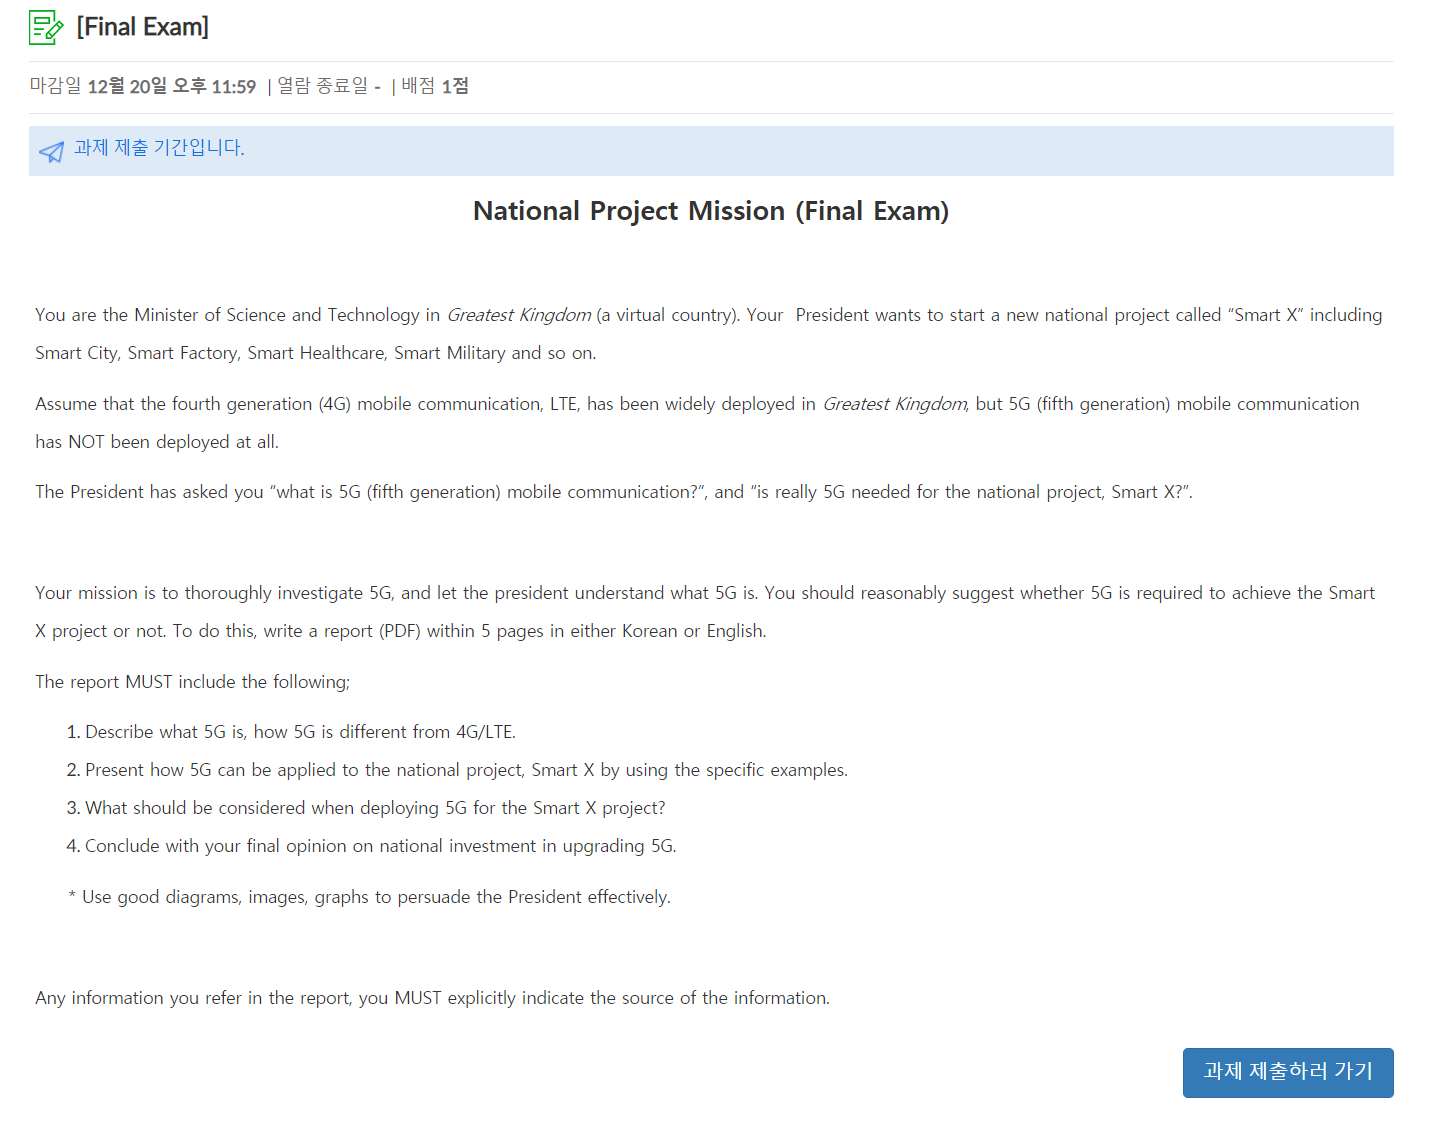 [Final Exam]
마감일 12월 20일 오후 11:59 | 열람 종료일 - | 배점 1점
과제 제출 기간입니다.
National Project Mission (Final Exam)
You are the Minister of Science and Technology in Greatest Kingdom (a virtual country). Your President wants to start a new national project called “Smart X” including
Smart City, Smart Factory, Smart Healthcare, Smart Military and so on.
Assume that the fourth generation (4G) mobile communication, LTE, has been widely deployed in Greatest Kingdom, but 5G (fifth generation) mobile communication
has NOT been deployed at all.
The President has asked you “what is 5G (fifth generation) mobile communication?”, and “is really 5G needed for the national project, Smart X?”.
Your mission is to thoroughly investigate 5G, and let the president understand what 5G is. You should reasonably suggest whether 5G is required to achieve the Smart
X project or not. To do this, write a report (PDF) within 5 pages in either Korean or English.
The report MUST include the following;
1. Describe what 5G is, how 5G is different from 4G/LTE.
2. Present how 5G can be applied to the national project, Smart X by using the specific examples.
3. What should be considered when deploying 5G for the Smart X project?
4. Conclude with your final opinion on national investment in upgrading 5G.
* Use good diagrams, images, graphs to persuade the President effectively.
Any information you refer in the report, you MUST explicitly indicate the source of the information.
과제 제출하러 가기